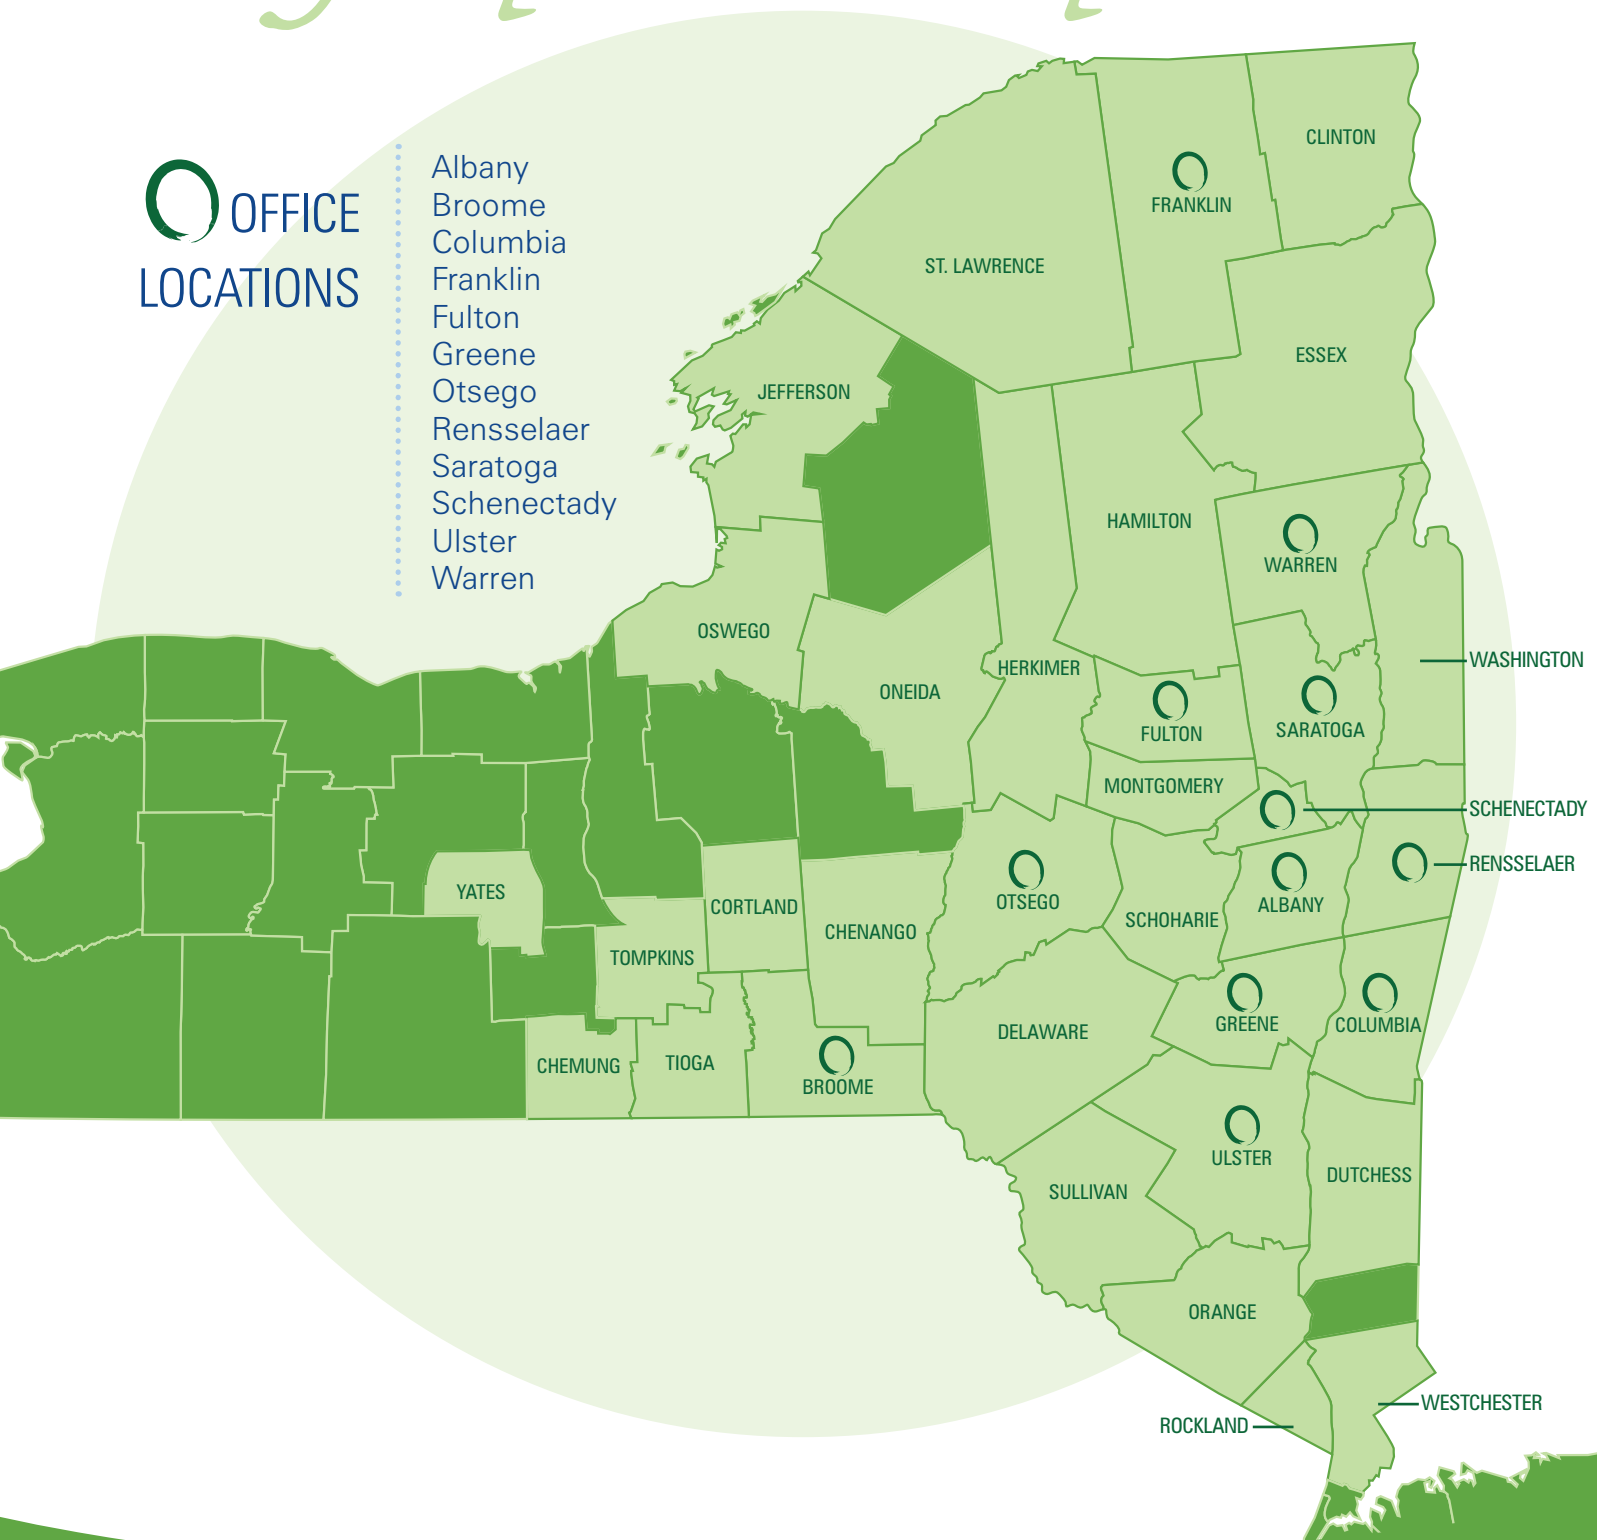 OFFICE
LOCATIONS
Albany
Broome
Columbia
Franklin
Fulton
Greene
Otsego
Rensselaer
Saratoga
Schenectady
Ulster
Warren
CLINTON
FRANKLIN
ST. LAWRENCE
ESSEX
JEFFERSON
HAMILTON
WARREN
OSWEGO
HERKIMER
WASHINGTON
ONEIDA
FULTON
SARATOGA
MONTGOMERY
SCHENECTADY
RENSSELAER
YATES
CORTLAND
OTSEGO
ALBANY
SCHOHARIE
CHENANGO
TOMPKINS
GREENE
COLUMBIA
DELAWARE
CHEMUNG
TIOGA
BROOME
ULSTER
DUTCHESS
SULLIVAN
ORANGE
WESTCHESTER
ROCKLAND